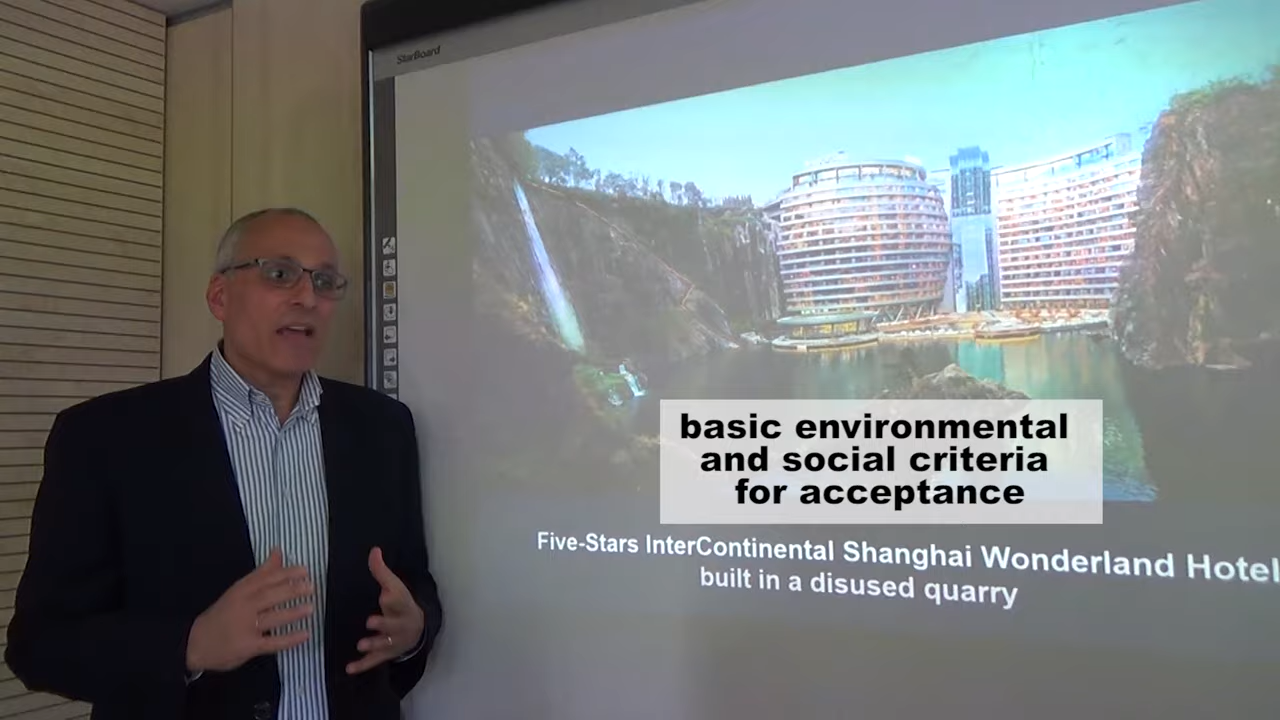 StarBoard
basic environmental
and social criteria
for acceptance
Five-Stars InterContinental Shanghai Wonderland Hotel
built in a disused quarry